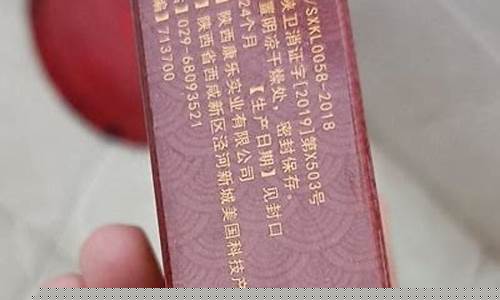 /SXKL0058-2018
陕卫消证字[2019]第X503号
置阴凉干燥处，密封保存。
24个月 【生产日期】见封口
】陕西康乐实业有限公司
】陕西省西咸新区泾河新城美国科技产
】029-68093521
编】713700